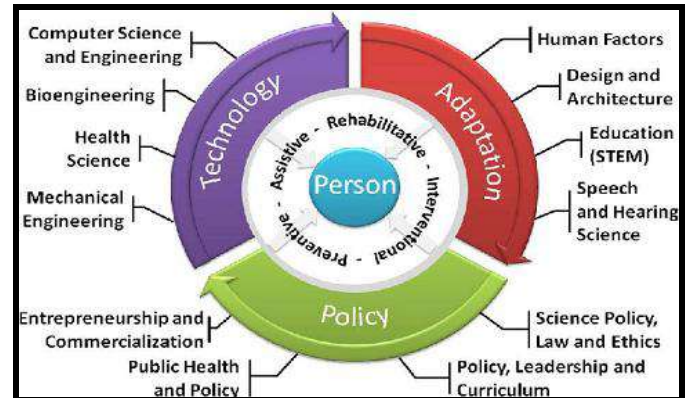 Computer Science
and Engineering
Bioengineering
Health
Science
Mechanical
Engineering
Technology
Human Factors
Design and
Architecture
Education
(STEM)
Speech
and Hearing
Science
Adaptation
Assistive - Rehabilitative - Interventional - Preventive -
Person
Policy
Entrepreneurship and
Commercialization
Public Health
and Policy
Science Policy,
Law and Ethics
Policy, Leadership and
Curriculum